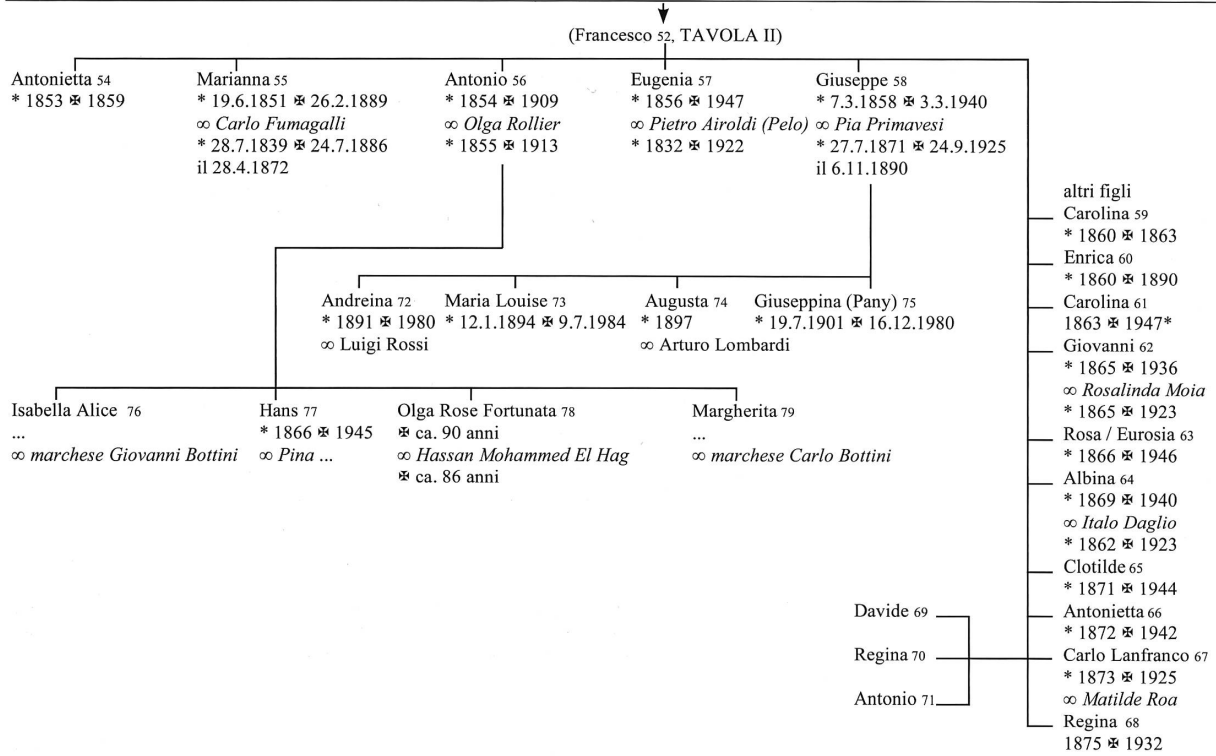 (Francesco 52, TAVOLA II)
Antonietta 54
* 1853 ✠ 1859
Marianna 55
* 19.6.1851 ✠ 26.2.1889
∞ Carlo Fumagalli
* 28.7.1839 ✠ 24.7.1886
il 28.4.1872
Antonio 56
* 1854 ✠ 1909
∞ Olga Rollier
* 1855 ✠ 1913
Eugenia 57
* 1856 ✠ 1947
∞ Pietro Airoldi (Pelo)
* 1832 ✠ 1922
Giuseppe 58
* 7.3.1858 ✠ 3.3.1940
∞ Pia Primavesi
* 27.7.1871 ✠ 24.9.1925
il 6.11.1890
altri figli
Carolina 59
* 1860 ✠ 1863
Enrica 60
* 1860 ✠ 1890
Carolina 61
1863 ✠ 1947*
Giovanni 62
* 1865 ✠ 1936
∞ Rosalinda Moia
* 1865 ✠ 1923
Rosa / Eurosia 63
* 1866 ✠ 1946
Albina 64
* 1869 ✠ 1940
∞ Italo Daglio
* 1862 ✠ 1923
Clotilde 65
* 1871 ✠ 1944
Antonietta 66
* 1872 ✠ 1942
Carlo Lanfranco 67
* 1873 ✠ 1925
∞ Matilde Roa
Regina 68
1875 ✠ 1932
Davide 69
Regina 70
Antonio 71
Andreina 72
* 1891 ✠ 1980
∞ Luigi Rossi
Maria Louise 73
* 12.1.1894 ✠ 9.7.1984
Augusta 74
* 1897
∞ Arturo Lombardi
Giuseppina (Pany) 75
* 19.7.1901 ✠ 16.12.1980
Isabella Alice 76
...
∞ marchese Giovanni Bottini
Hans 77
* 1866 ✠ 1945
∞ Pina ...
Olga Rose Fortunata 78
✠ ca. 90 anni
∞ Hassan Mohammed El Hag
✠ ca. 86 anni
Margherita 79
...
∞ marchese Carlo Bottini